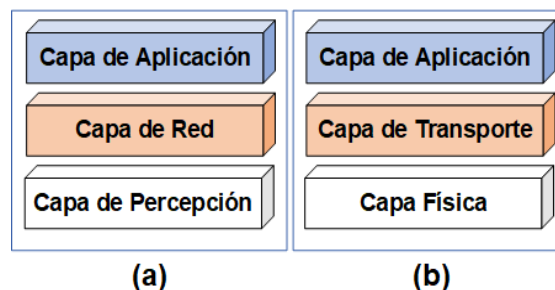 Capa de Aplicación
Capa de Red
Capa de Percepción
(a)
Capa de Aplicación
Capa de Transporte
Capa Física
(b)